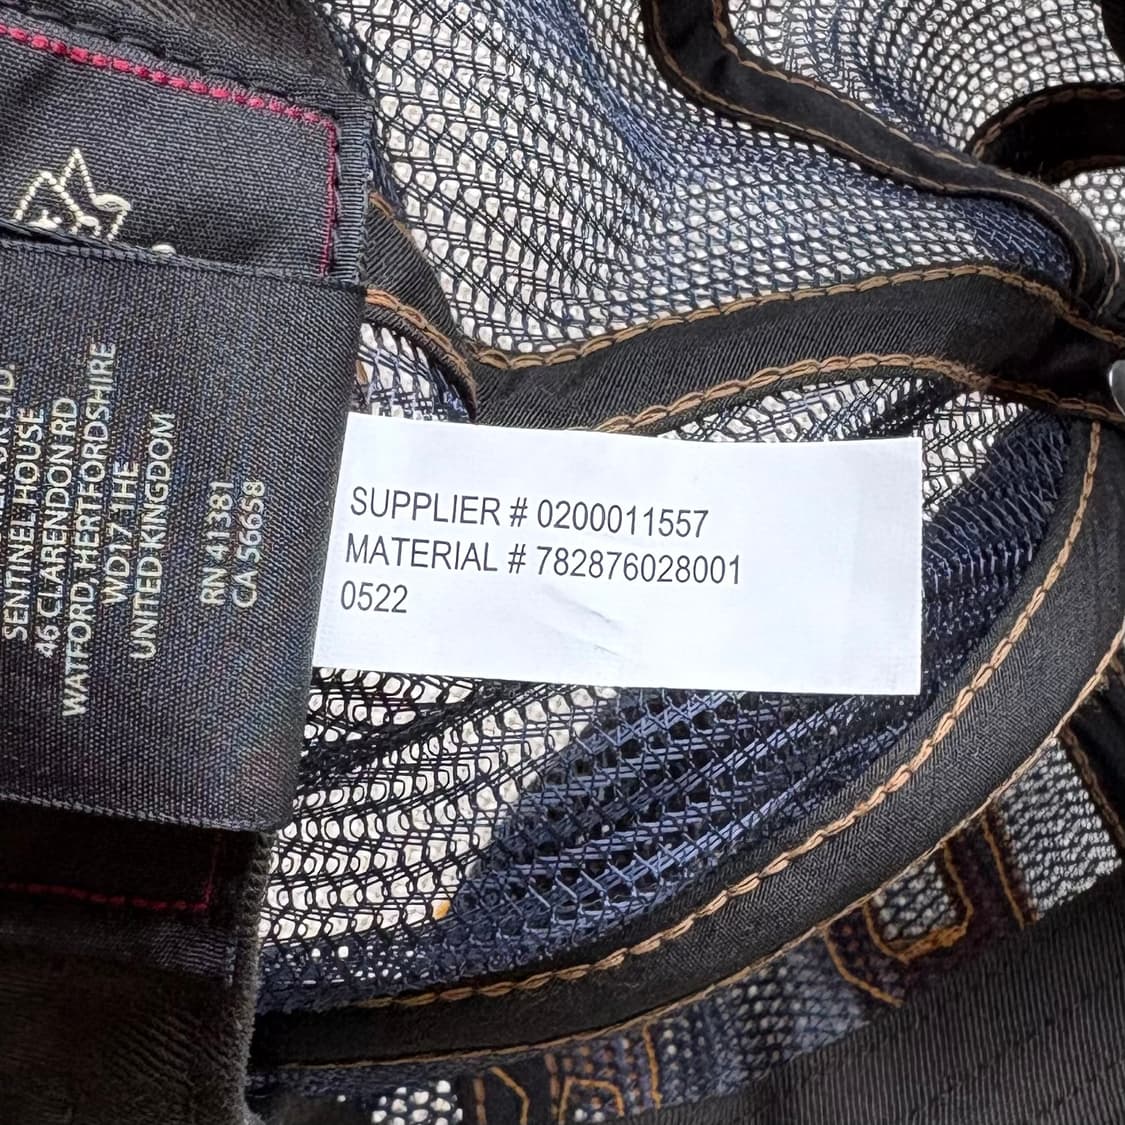 SENTINEL HOUSE
46 CLARENDON RD
WATFORD, HERTFORDSHIRE
WD17 1HE
UNITED KINGDOM
RN 41381
CA 56658
SUPPLIER # 0200011557
MATERIAL # 782876028001
0522